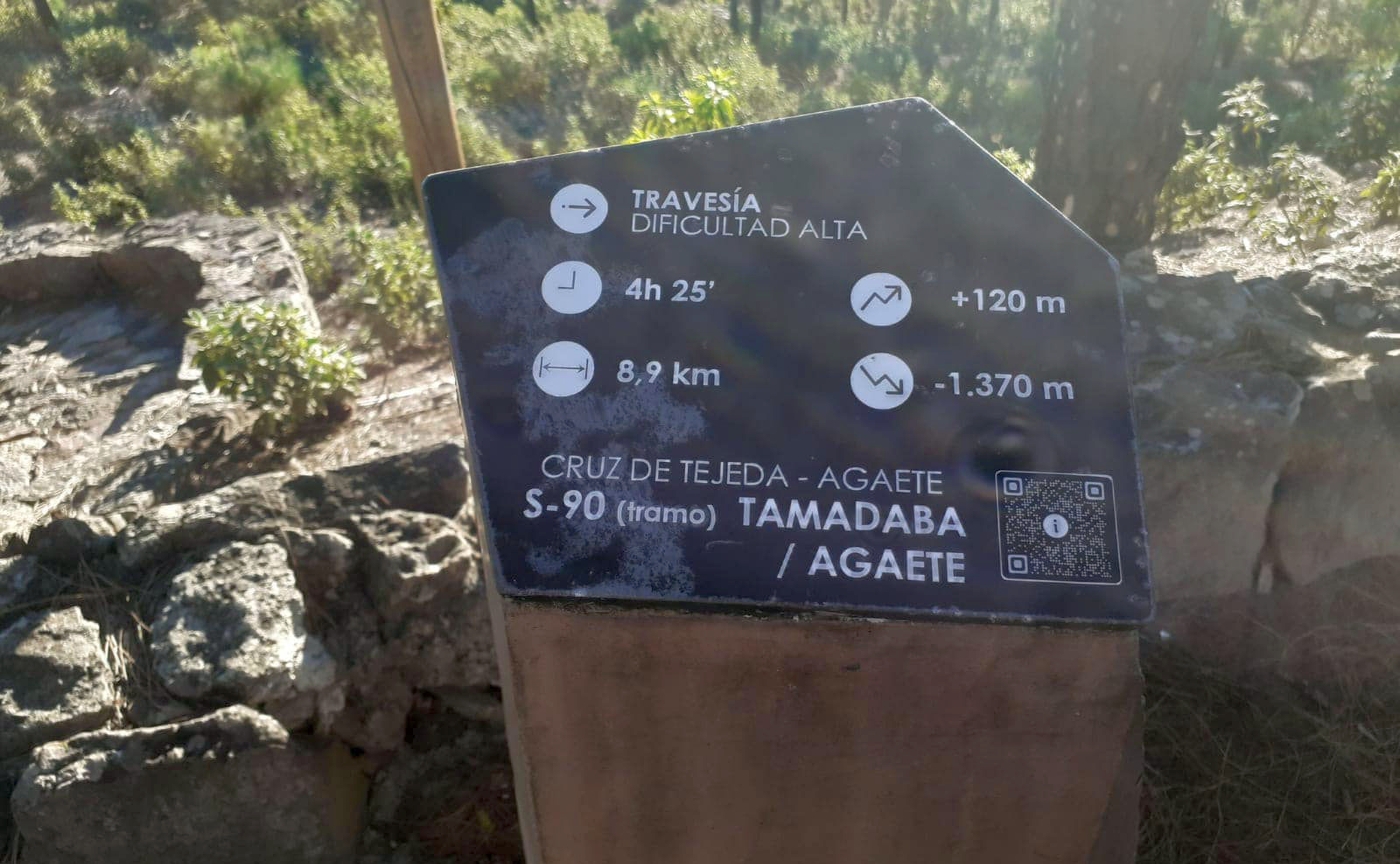 TRAVESÍA
DIFICULTAD ALTA
4h 25’
+120 m
8,9 km
-1.370 m
CRUZ DE TEJEDA - AGAETE
S-90 (tramo) TAMADABA
/ AGAETE
i